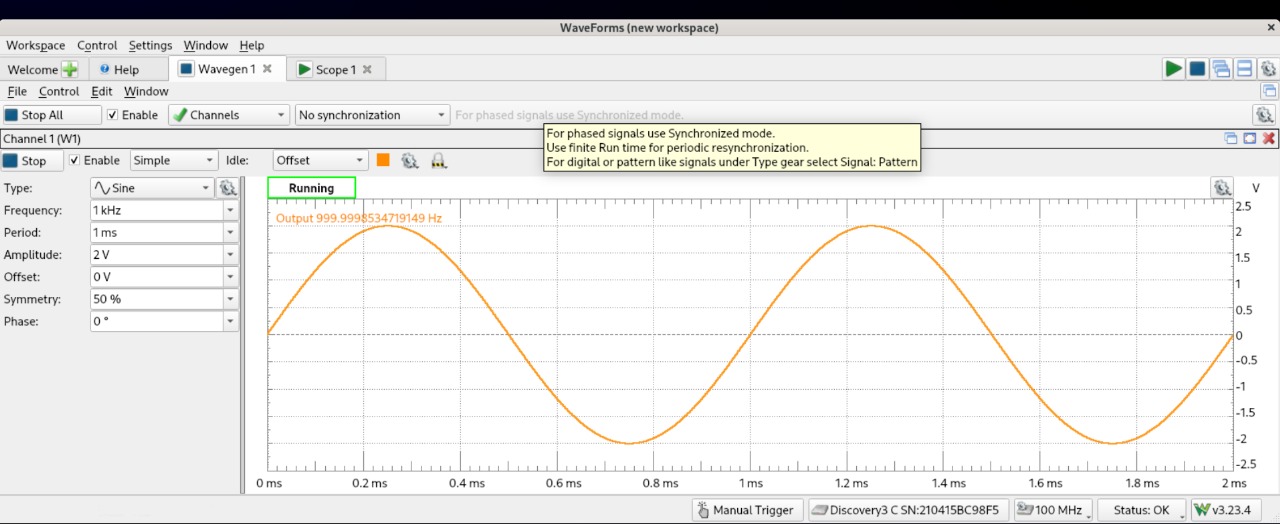 WaveForms (new workspace)
Workspace Control Settings Window Help
Welcome Help Wavegen 1 Scope 1
File Control Edit Window
Stop All Enable Channels No synchronization For phased signals use Synchronized mode.
For phased signals use Synchronized mode.
Use finite Run time for periodic resynchronization.
For digital or pattern like signals under Type gear select Signal: Pattern
Channel 1 (W1)
Stop Enable Simple Idle: Offset
Type: Sine
Frequency: 1 kHz
Period: 1 ms
Amplitude: 2 V
Offset: 0 V
Symmetry: 50 %
Phase: 0 °
Running
V
Output 999.9998534719149 Hz
2.5
2
1.5
1
0.5
0
-0.5
-1
-1.5
-2
-2.5
0 ms 0.2 ms 0.4 ms 0.6 ms 0.8 ms 1 ms 1.2 ms 1.4 ms 1.6 ms 1.8 ms 2 ms
Manual Trigger Discovery3 C SN:210415BC98F5 100 MHz Status: OK v3.23.4